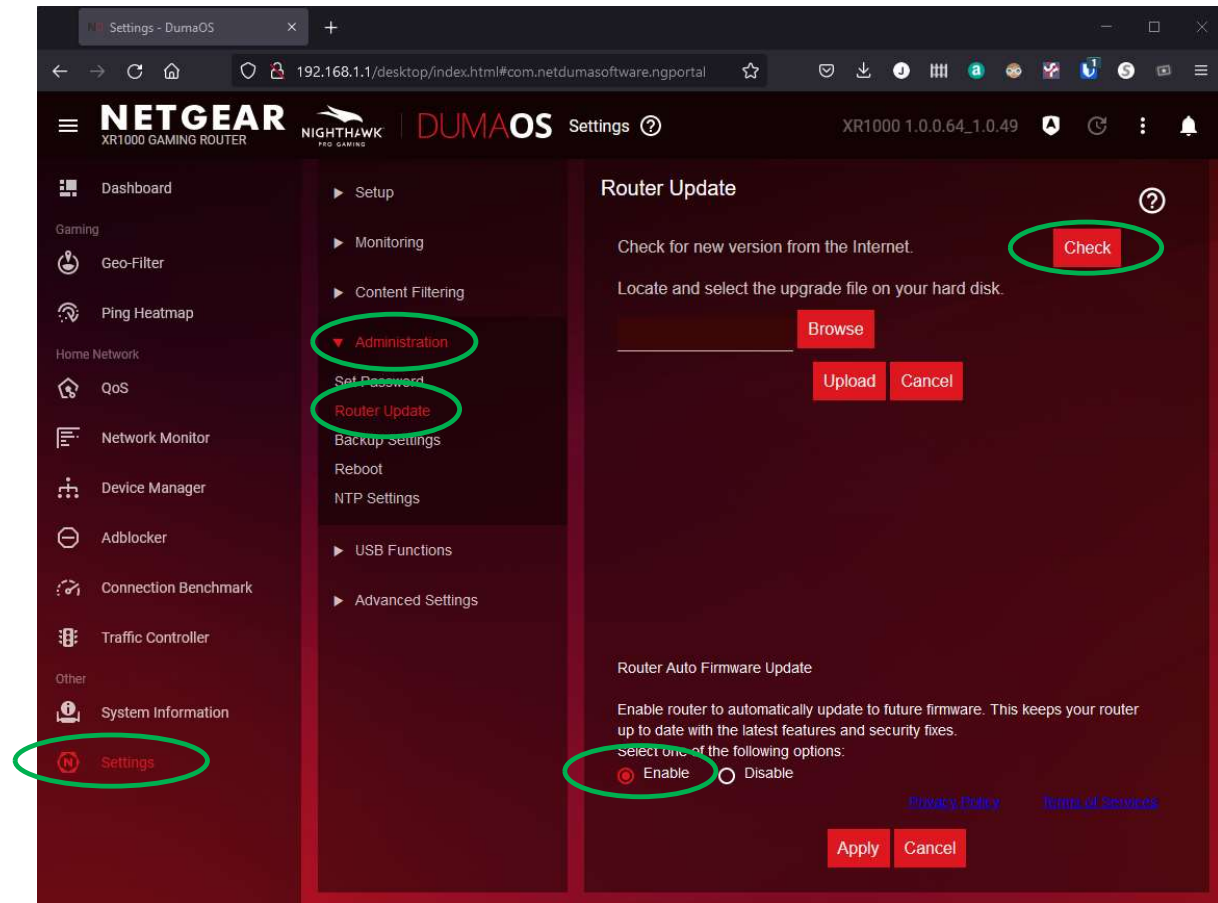 Settings - DumaOS
192.168.1.1/desktop/index.html#com.netdumasoftware.ngportal
NETGEAR
XR1000 GAMING ROUTER
NIGHTHAWK
PRO GAMING
DUMAOS
Settings
XR1000 1.0.0.64_1.0.49
Dashboard
Gaming
Geo-Filter
Ping Heatmap
Home Network
QoS
Network Monitor
Device Manager
Adblocker
Connection Benchmark
Traffic Controller
Other
System Information
Settings
Setup
Monitoring
Content Filtering
Administration
Set Password
Router Update
Backup Settings
Reboot
NTP Settings
USB Functions
Advanced Settings
Router Update
Check for new version from the Internet.
Check
Locate and select the upgrade file on your hard disk.
Browse
Upload Cancel
Router Auto Firmware Update
Enable router to automatically update to future firmware. This keeps your router
up to date with the latest features and security fixes.
Select one of the following options:
Enable Disable
Privacy Policy Terms of Services
Apply Cancel